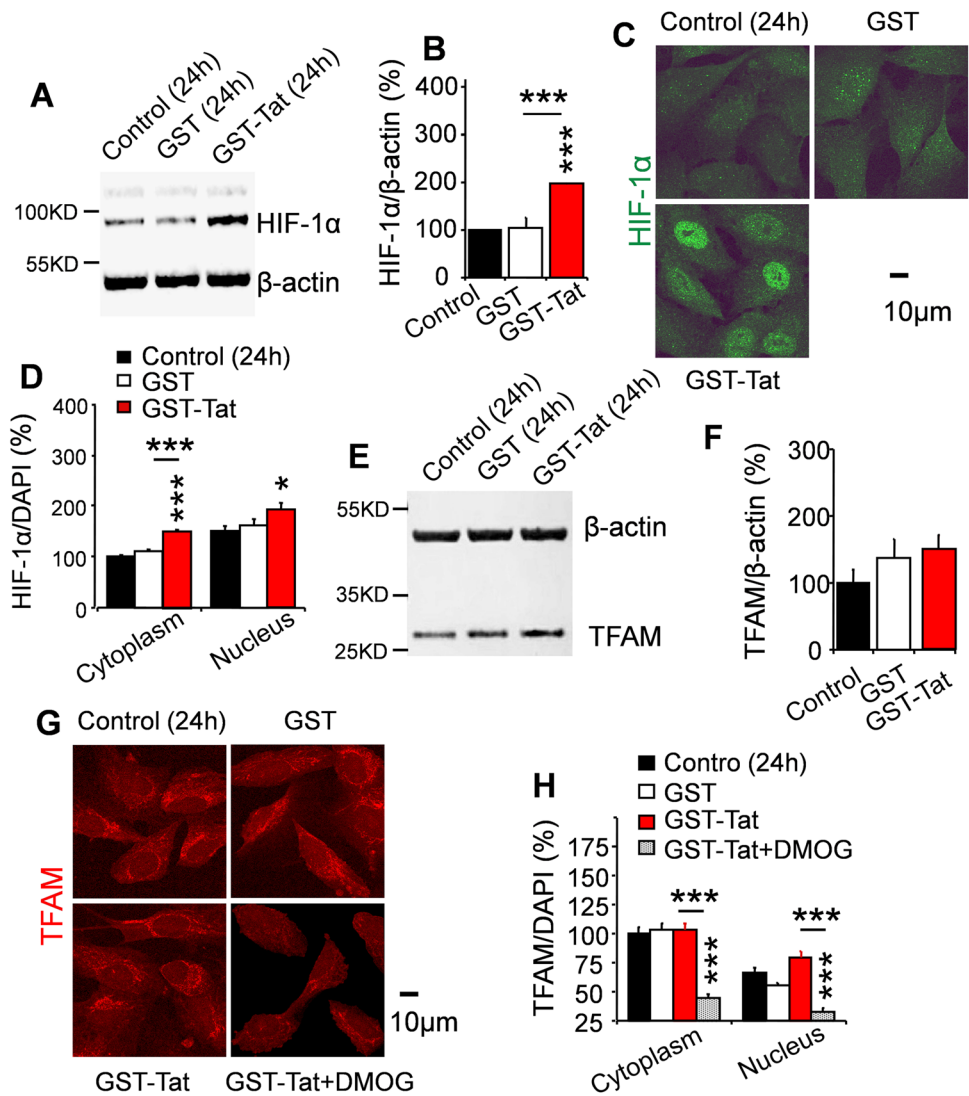 A
Control (24h)
GST (24h)
GST-Tat (24h)
100KD
55KD
HIF-1α
β-actin
B
HIF-1α/β-actin (%)
400
300
200
100
0
***
***
Control
GST
GST-Tat
C
Control (24h)
GST
HIF-1α
GST-Tat
10μm
D
Control (24h)
GST
GST-Tat
HIF-1α/DAPI (%)
400
300
200
100
0
***
***
*
Cytoplasm
Nucleus
E
Control (24h)
GST (24h)
GST-Tat (24h)
55KD
35KD
25KD
β-actin
TFAM
F
TFAM/β-actin (%)
300
200
100
0
Control
GST
GST-Tat
G
Control (24h)
GST
TFAM
GST-Tat
GST-Tat+DMOG
10μm
H
Contro (24h)
GST
GST-Tat
GST-Tat+DMOG
TFAM/DAPI (%)
175
150
125
100
75
50
25
***
***
***
***
Cytoplasm
Nucleus